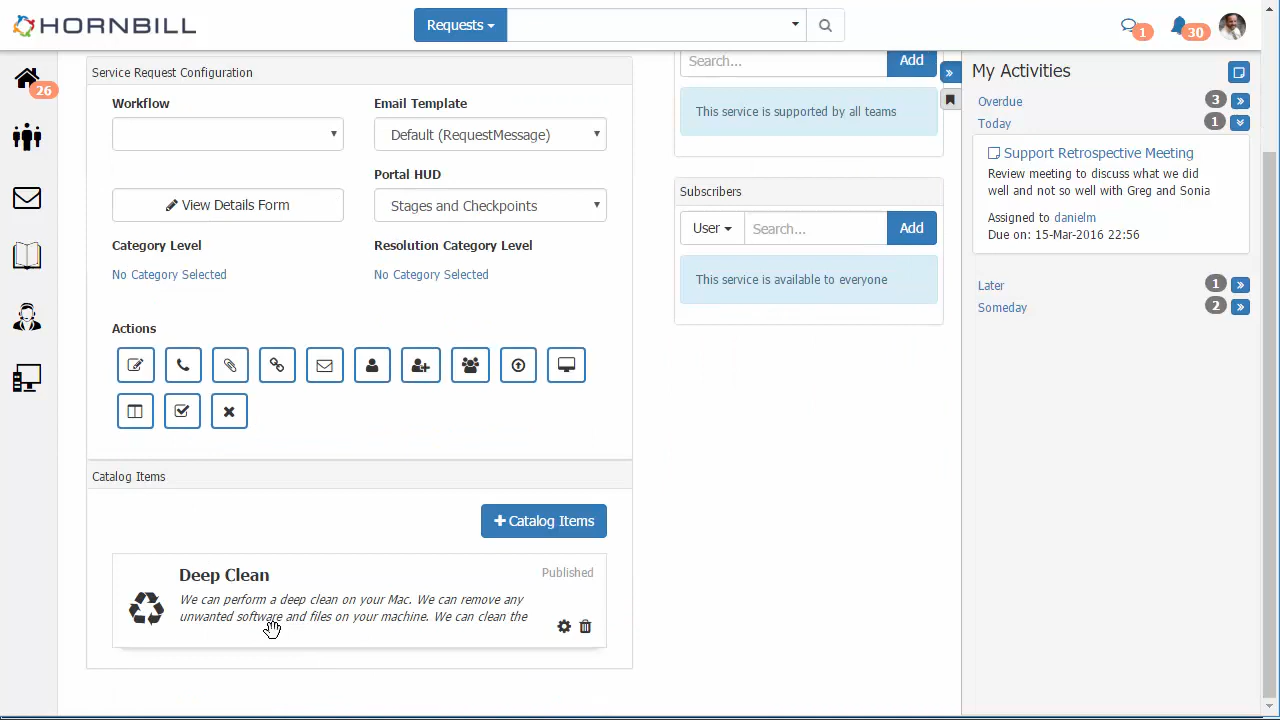 HORNBILL
Requests
1
30
26
Service Request Configuration
Workflow
Email Template
Default (RequestMessage)
Portal HUD
View Details Form
Stages and Checkpoints
Category Level
Resolution Category Level
No Category Selected
No Category Selected
Actions
Catalog Items
Catalog Items
Deep Clean
Published
We can perform a deep clean on your Mac. We can remove any
unwanted software and files on your machine. We can clean the
Search...
Add
This service is supported by all teams
Subscribers
User
Search...
Add
This service is available to everyone
My Activities
Overdue
3
Today
1
Support Retrospective Meeting
Review meeting to discuss what we did
well and not so well with Greg and Sonia
Assigned to danielm
Due on: 15-Mar-2016 22:56
Later
1
Someday
2